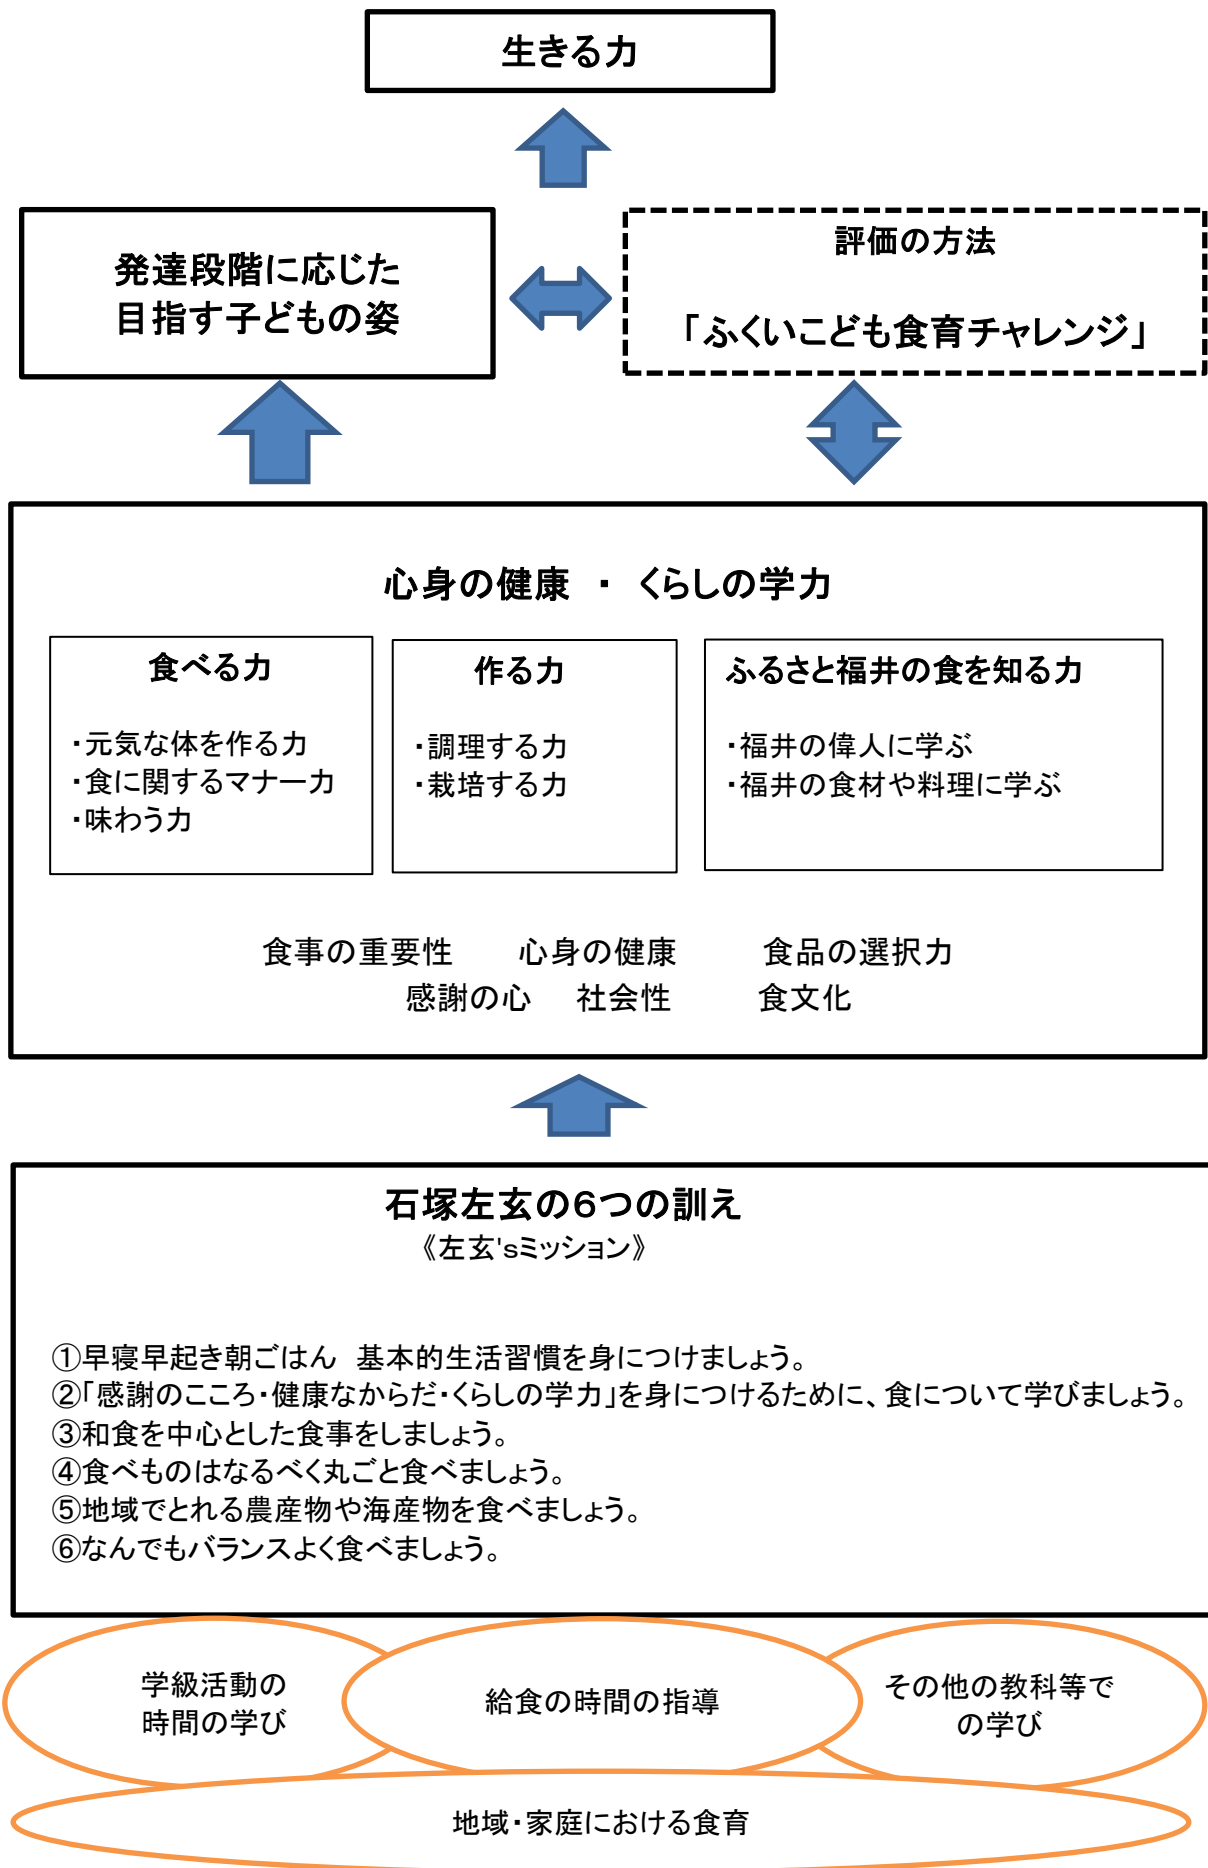 生きる力
発達段階に応じた
目指す子どもの姿
評価の方法
「ふくいこども食育チャレンジ」
心身の健康 ・ くらしの学力
食べる力
・元気な体を作る力
・食に関するマナー力
・味わう力
作る力
・調理する力
・栽培する力
ふるさと福井の食を知る力
・福井の偉人に学ぶ
・福井の食材や料理に学ぶ
食事の重要性 心身の健康 食品の選択力
感謝の心 社会性 食文化
石塚左玄の6つの訓え
《左玄'sミッション》
①早寝早起き朝ごはん 基本的生活習慣を身につけましょう。
②「感謝のこころ・健康なからだ・くらしの学力」を身につけるために、食について学びましょう。
③和食を中心とした食事をしましょう。
④食べものはなるべく丸ごと食べましょう。
⑤地域でとれる農産物や海産物を食べましょう。
⑥なんでもバランスよく食べましょう。
学級活動の
時間の学び
給食の時間の指導
その他の教科等で
の学び
地域・家庭における食育